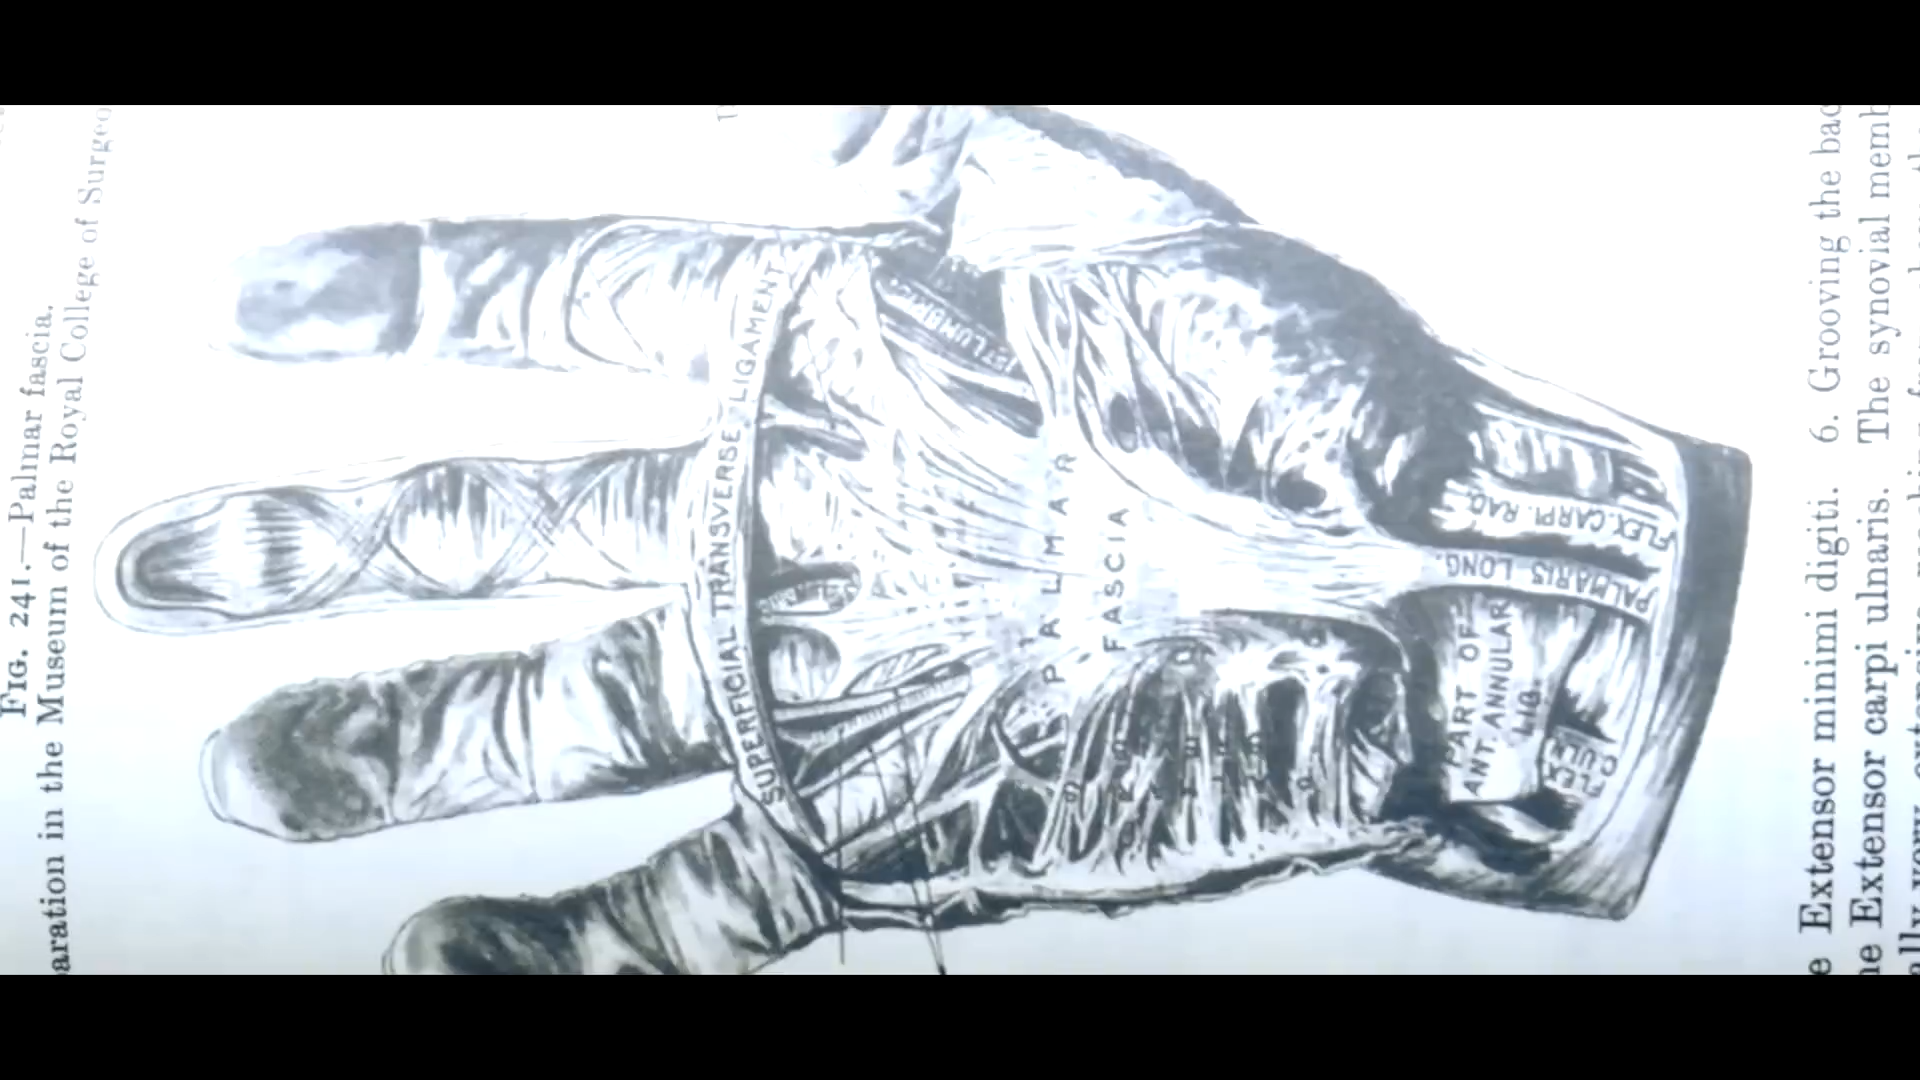 FIG. 241.—Palmar fascia.
aration in the Museum of the Royal College of Surgeo
SUPERFICIAL TRANSVERSE LIGAMENT
PALMAR
FASCIA
FLEX. CARPI. RAD.
PALMARIS LONG.
PART OF
ANT. ANNULAR
LIG.
FLEX
C ULN
e Extensor minimi digiti. 6. Grooving the bac
he Extensor carpi ulnaris. The synovial memb